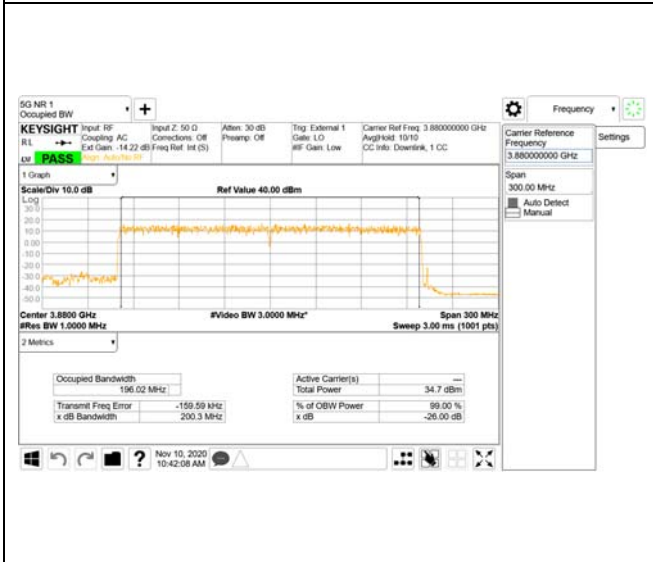 5G NR 1
Occupied BW
Frequency
KEYSIGHT
Input: RF
Coupling: AC
Ext Gain: -14.22 dB
Align: Auto/No RF
Input Z: 50 Ω
Corrections: Off
Freq Ref: Int (S)
Atten: 30 dB
Preamp: Off
Trig: External 1
Gate: LO
#IF Gain: Low
Carrier Ref Freq: 3.880000000 GHz
Avg|Hold: 10/10
CC Info: Downlink, 1 CC
RL
PASS
Carrier Reference
Frequency
3.880000000 GHz
Settings
Span
300.00 MHz
Auto Detect
Manual
1 Graph
Scale/Div 10.0 dB
Ref Value 40.00 dBm
Log
30.0
20.0
10.0
0.00
-10.0
-20.0
-30.0
-40.0
-50.0
Center 3.8800 GHz
#Video BW 3.0000 MHz*
Span 300 MHz
#Res BW 1.0000 MHz
Sweep 3.00 ms (1001 pts)
2 Metrics
Occupied Bandwidth
196.02 MHz
Active Carrier(s)
---
Total Power
34.7 dBm
Transmit Freq Error
-159.59 kHz
% of OBW Power
99.00 %
x dB Bandwidth
200.3 MHz
x dB
-26.00 dB
Nov 10, 2020
10:42:08 AM